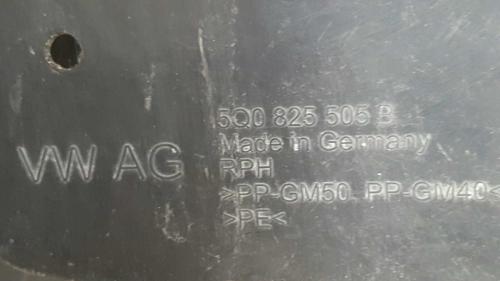 5Q0 825 505 B
Made in Germany
VW AG
RPH
>PP-GM50 PP-GM40<
>PE<